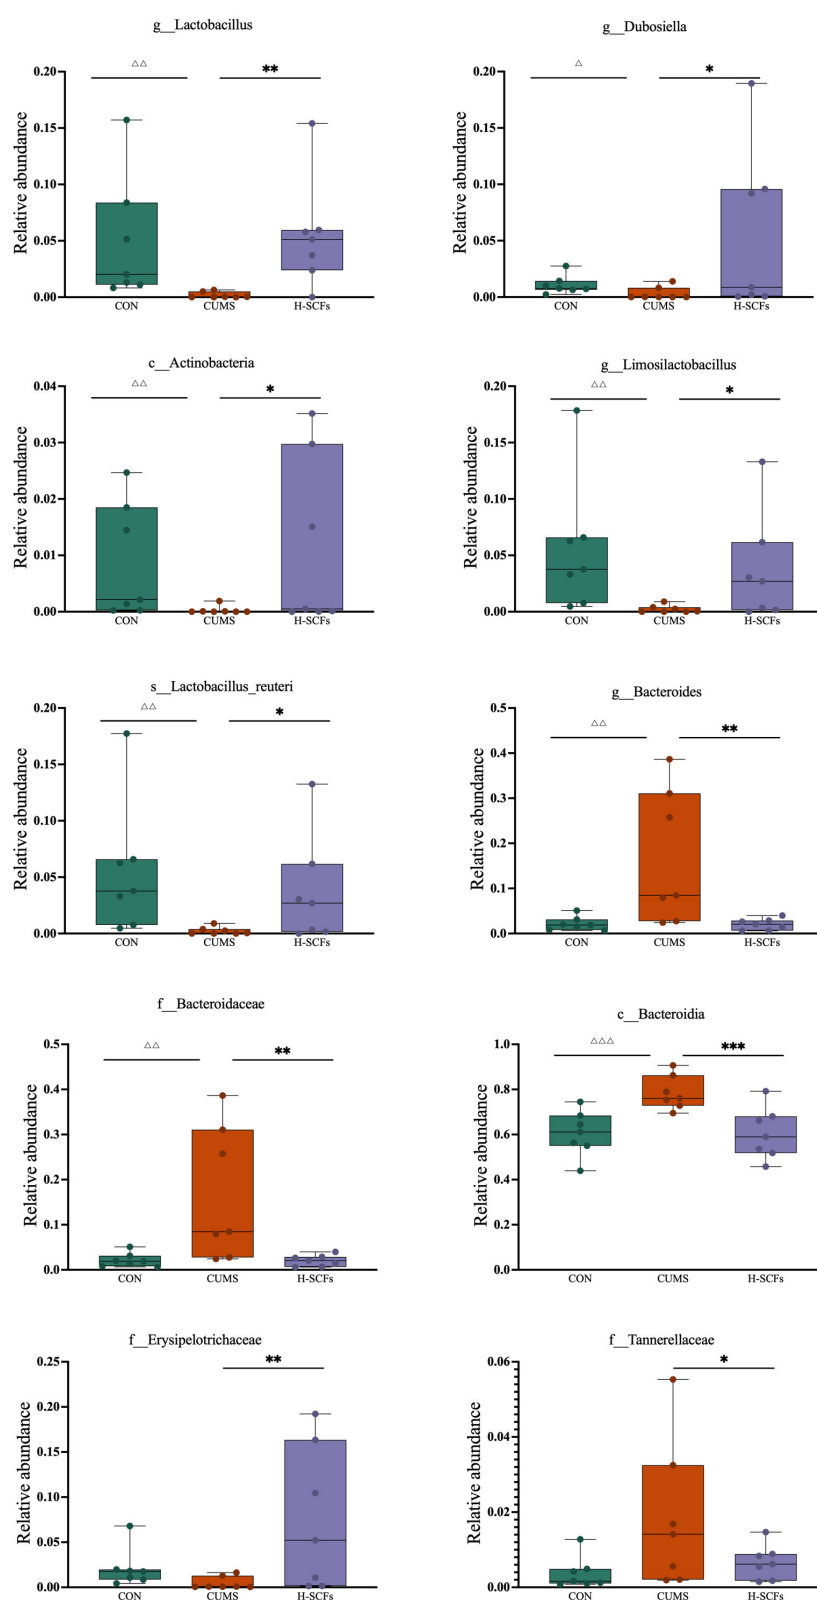 g__Lactobacillus
△△
**
0.20
0.15
0.10
0.05
0.00
Relative abundance
CON
CUMS
H-SCFs
g__Dubosiella
△
*
0.20
0.15
0.10
0.05
0.00
Relative abundance
CON
CUMS
H-SCFs
c__Actinobacteria
△△
*
0.04
0.03
0.02
0.01
0.00
Relative abundance
CON
CUMS
H-SCFs
g__Limosilactobacillus
△△
*
0.20
0.15
0.10
0.05
0.00
Relative abundance
CON
CUMS
H-SCFs
s__Lactobacillus_reuteri
△△
*
0.20
0.15
0.10
0.05
0.00
Relative abundance
CON
CUMS
H-SCFs
g__Bacteroides
△△
**
0.5
0.4
0.3
0.2
0.1
0.0
Relative abundance
CON
CUMS
H-SCFs
f__Bacteroidaceae
△△
**
0.5
0.4
0.3
0.2
0.1
0.0
Relative abundance
CON
CUMS
H-SCFs
c__Bacteroidia
△△△
***
1.0
0.8
0.6
0.4
0.2
0.0
Relative abundance
CON
CUMS
H-SCFs
f__Erysipelotrichaceae
**
0.25
0.20
0.15
0.10
0.05
0.00
Relative abundance
CON
CUMS
H-SCFs
f__Tannerellaceae
*
0.06
0.04
0.02
0.00
Relative abundance
CON
CUMS
H-SCFs